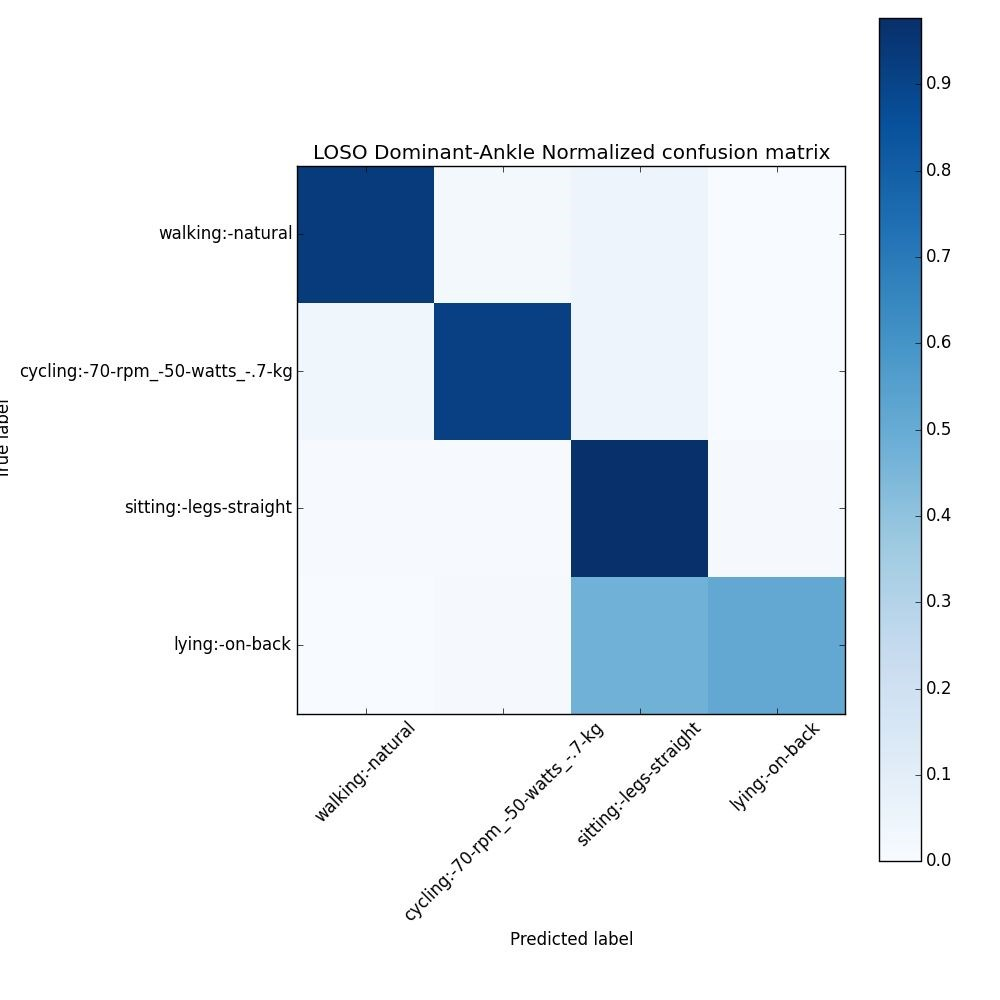 LOSO Dominant-Ankle Normalized confusion matrix
walking:-natural
cycling:-70-rpm_-50-watts_-.7-kg
sitting:-legs-straight
lying:-on-back
True label
walking:-natural
cycling:-70-rpm_-50-watts_-.7-kg
sitting:-legs-straight
lying:-on-back
Predicted label
0.9
0.8
0.7
0.6
0.5
0.4
0.3
0.2
0.1
0.0